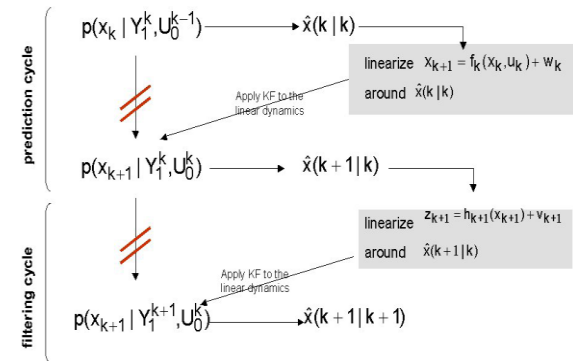 prediction cycle
p(x_k | Y_1^k, U_0^{k-1})
x̂(k | k)
linearize x_{k+1} = f_k(x_k, u_k) + w_k
around x̂(k | k)
Apply KF to the
linear dynamics
p(x_{k+1} | Y_1^k, U_0^k)
x̂(k+1 | k)
filtering cycle
linearize z_{k+1} = h_{k+1}(x_{k+1}) + v_{k+1}
around x̂(k+1 | k)
Apply KF to the
linear dynamics
p(x_{k+1} | Y_1^{k+1}, U_0^k)
x̂(k+1 | k+1)